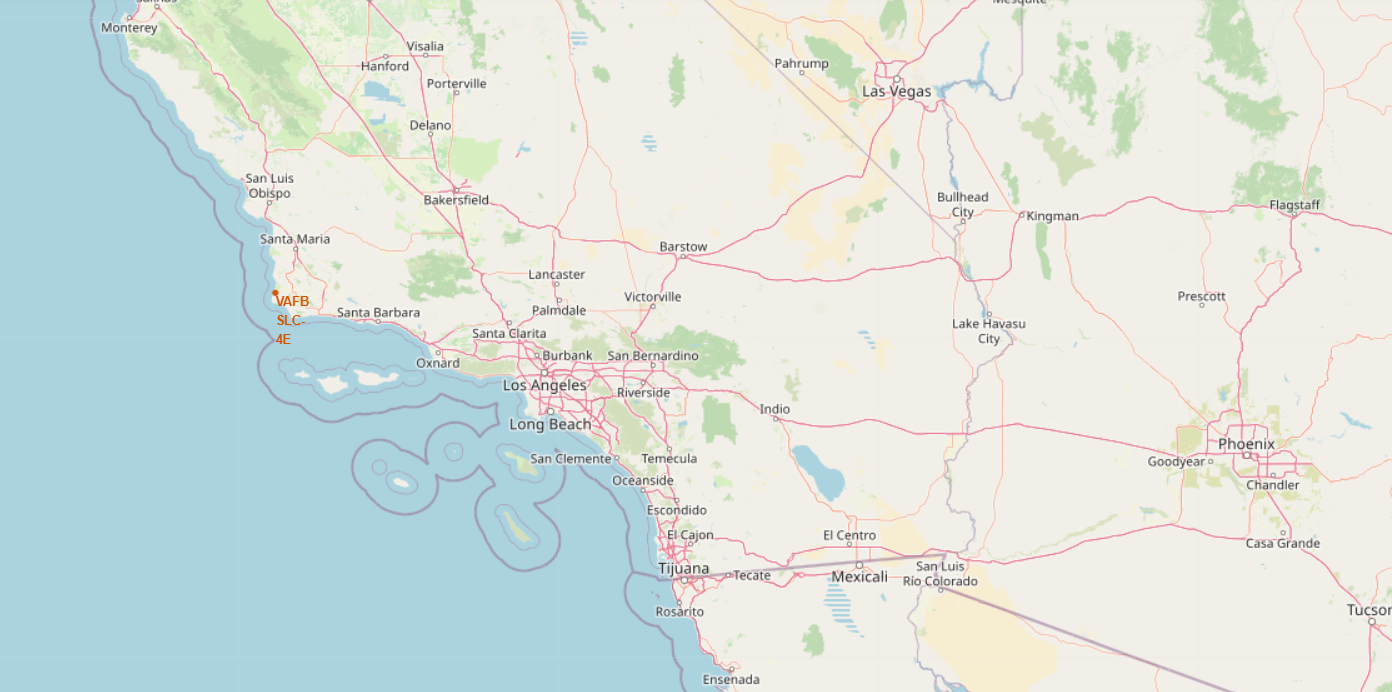 Salinas
Mesquite
Monterey
Visalia
Hanford
Pahrump
Porterville
Las Vegas
Delano
San Luis
Obispo
Bakersfield
Bullhead
City
Flagstaff
Kingman
Santa Maria
Barstow
Lancaster
Victorville
Prescott
VAFB
SLC-
4E
Santa Barbara
Palmdale
Lake Havasu
City
Santa Clarita
Oxnard
Burbank
San Bernardino
Los Angeles
Riverside
Indio
Long Beach
Phoenix
San Clemente
Temecula
Goodyear
Oceanside
Chandler
Escondido
El Cajon
El Centro
Casa Grande
Tijuana
Tecate
Mexicali
San Luis
Río Colorado
Rosarito
Tucson
Ensenada